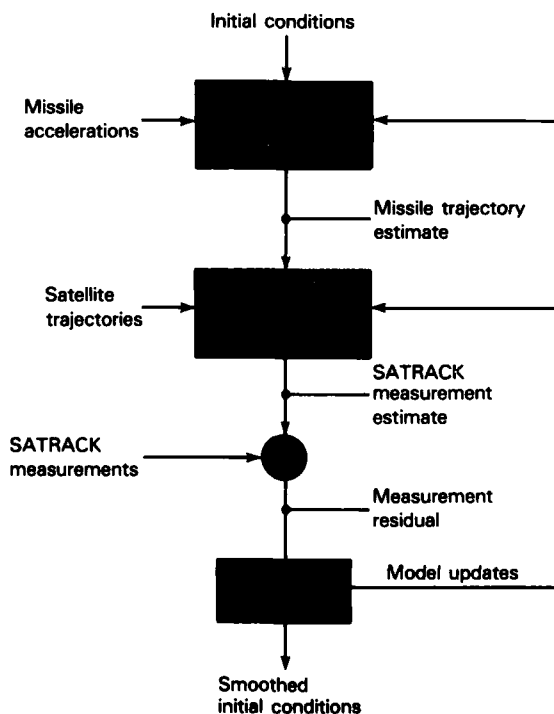 Initial conditions
Missile
accelerations
Missile trajectory
estimate
Satellite
trajectories
SATRACK
measurement
estimate
SATRACK
measurements
Measurement
residual
Model updates
Smoothed
initial conditions